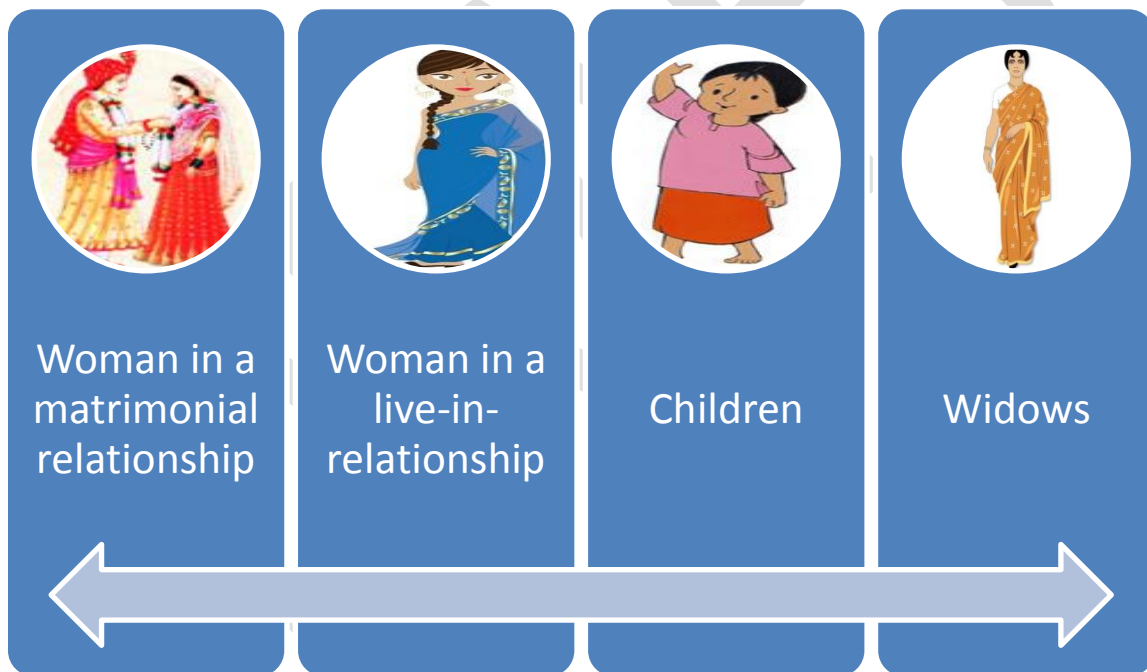 Woman in a
matrimonial
relationship
Woman in a
live-in-
relationship
Children
Widows